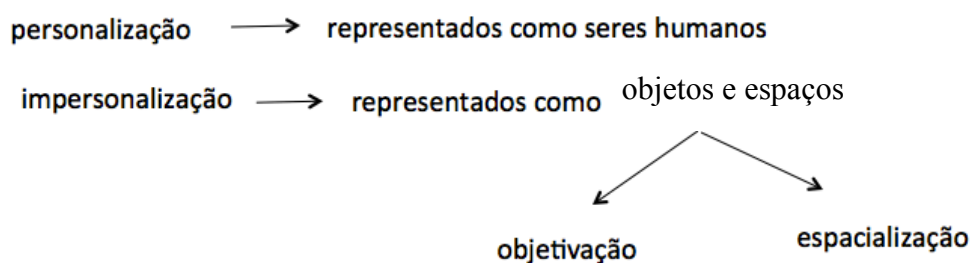 personalização → representados como seres humanos
impersonalização → representados como objetos e espaços
objetivação espacialização